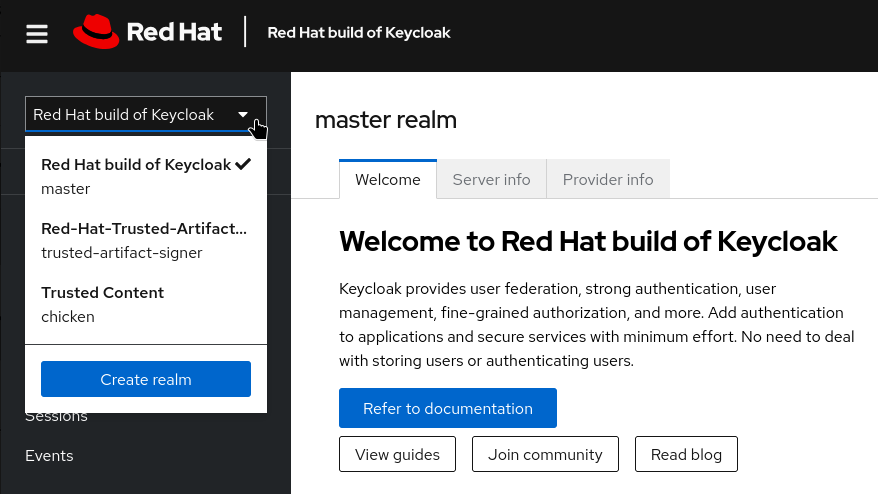 Red Hat
Red Hat build of Keycloak
Red Hat build of Keycloak
Red Hat build of Keycloak
master
Red-Hat-Trusted-Artifact...
trusted-artifact-signer
Trusted Content
chicken
Create realm
Sessions
Events
master realm
Welcome
Server info
Provider info
Welcome to Red Hat build of Keycloak
Keycloak provides user federation, strong authentication, user
management, fine-grained authorization, and more. Add authentication
to applications and secure services with minimum effort. No need to deal
with storing users or authenticating users.
Refer to documentation
View guides
Join community
Read blog